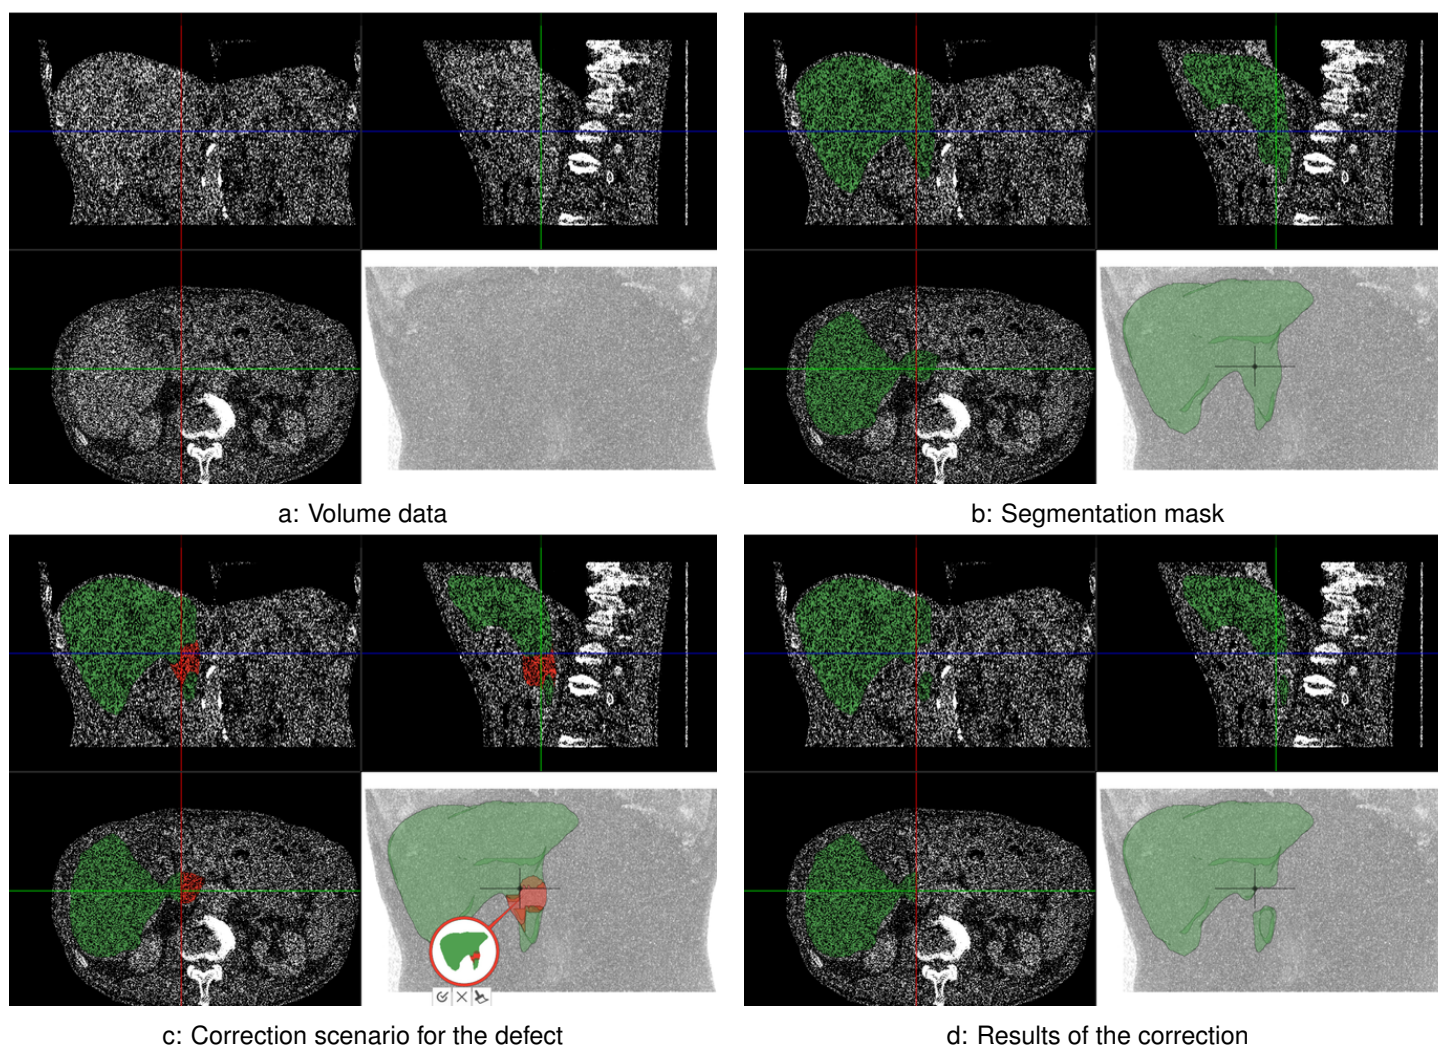 a: Volume data
b: Segmentation mask
c: Correction scenario for the defect
d: Results of the correction